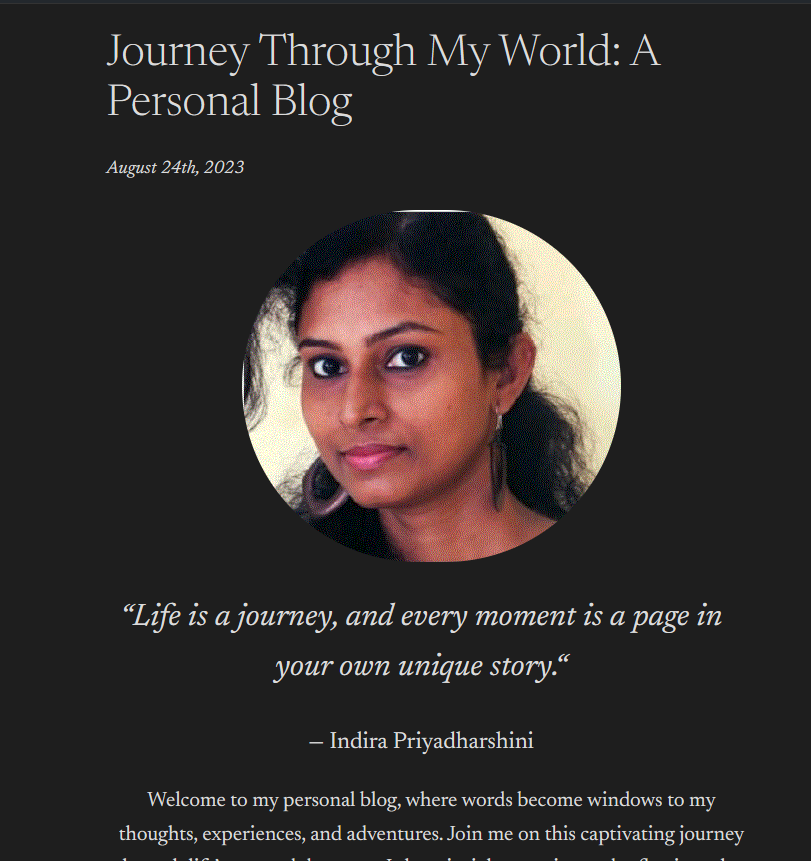 Journey Through My World: A
Personal Blog
August 24th, 2023
“Life is a journey, and every moment is a page in
your own unique story.“
– Indira Priyadharshini
Welcome to my personal blog, where words become windows to my
thoughts, experiences, and adventures. Join me on this captivating journey